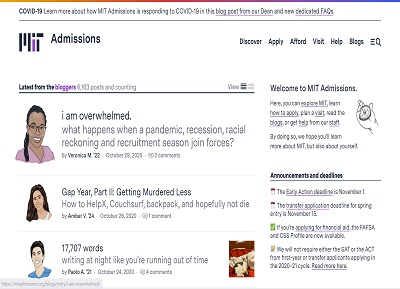 COVID-19 Learn more about how MIT Admissions is responding to COVID-19 in this blog post from our Dean and new dedicated FAQs.
MIT Admissions
Discover Apply Afford Visit Help Blogs
Latest from the bloggers 6,163 posts and counting
View
i am overwhelmed.
what happens when a pandemic, recession, racial
reckoning and recruitment season join forces?
by Veronica M. '22 • October 29, 2020 • 2 comments
Gap Year, Part II: Getting Murdered Less
How to HelpX, Couchsurf, backpack, and hopefully not die
by Amber V. '24 • October 26, 2020 • 1 comment
17,707 words
writing at night like you're running out of time
by Paolo A. '21 • October 24, 2020 • 4 comments
Welcome to MIT Admissions.
Here, you can explore MIT, learn
how to apply, plan a visit, read the
blogs, or get help from our staff.
By doing so, we hope you'll learn
more about MIT, but also about yourself.
Announcements and deadlines
The Early Action deadline is November 1.
The transfer application deadline for spring
entry is November 15.
If you're applying for financial aid, the FAFSA
and CSS Profile are now available.
We will not require either the SAT or the ACT
from first-year or transfer applicants applying
in the 2020-21 cycle. Read more here.
https://mitadmissions.org/blogs/entry/i-am-overwhelmed/